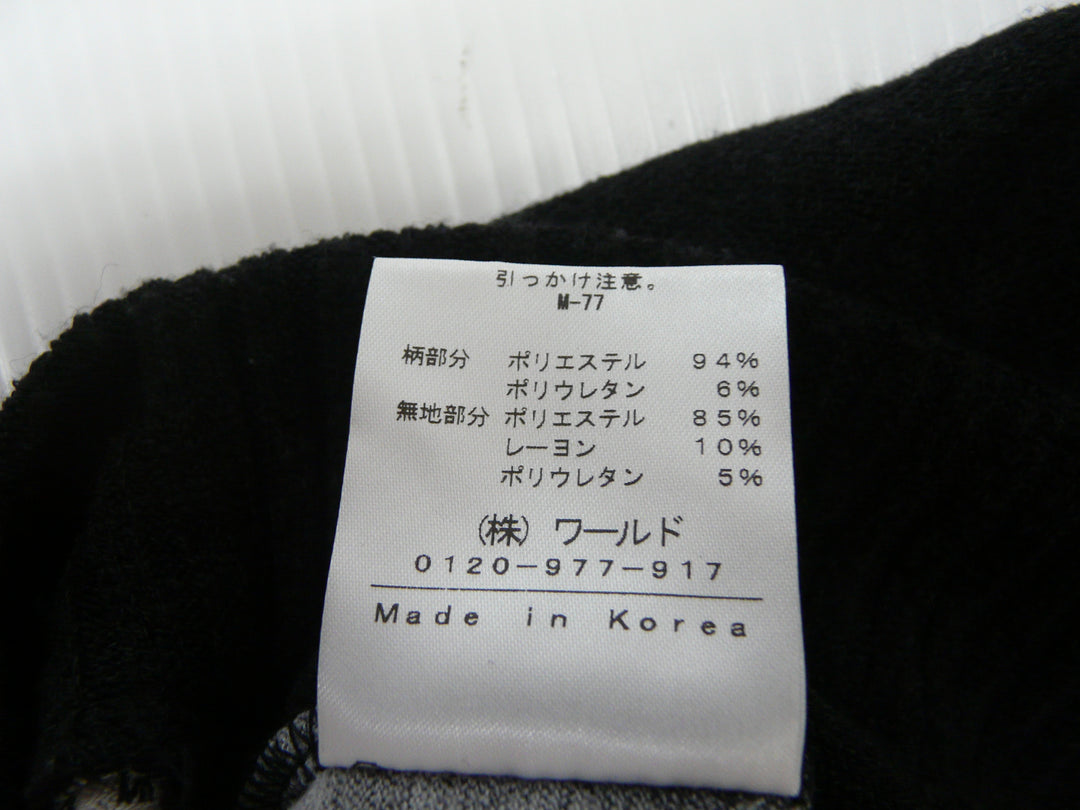 引っかけ注意。
M-77
柄部分 ポリエステル 94%
ポリウレタン 6%
無地部分 ポリエステル 85%
レーヨン 10%
ポリウレタン 5%
(株) ワールド
0120-977-917
Made in Korea